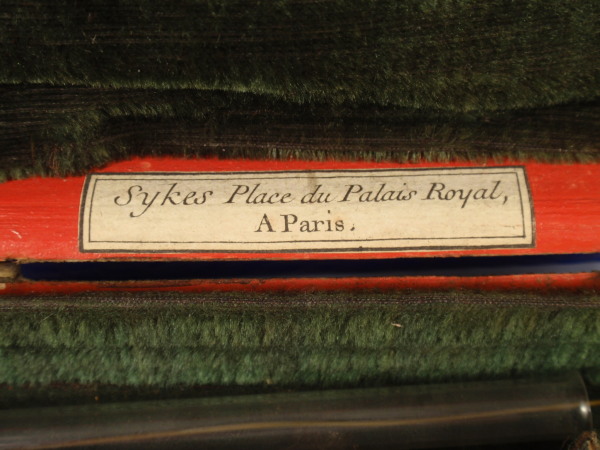 Sykes Place du Palais Royal,
A Paris.